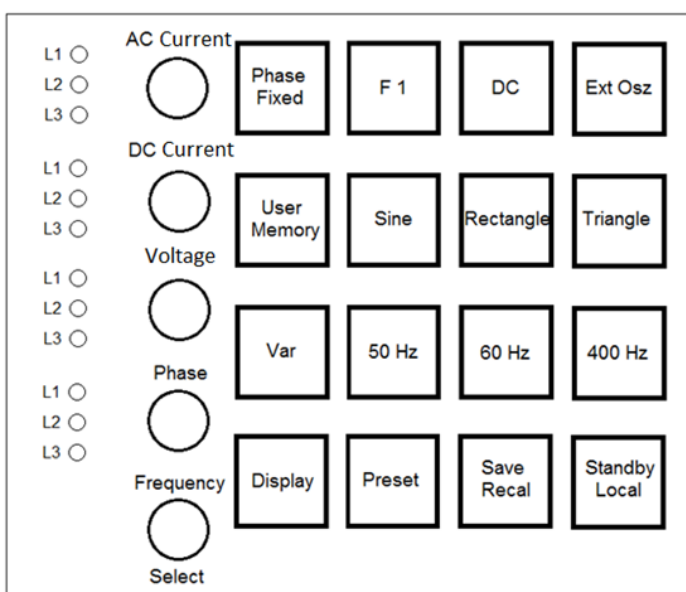 AC Current
L1
L2
L3
Phase
Fixed
F 1
DC
Ext Osz
DC Current
L1
L2
L3
User
Memory
Sine
Rectangle
Triangle
Voltage
L1
L2
L3
Var
50 Hz
60 Hz
400 Hz
Phase
L1
L2
L3
Frequency
Display
Preset
Save
Recal
Standby
Local
Select